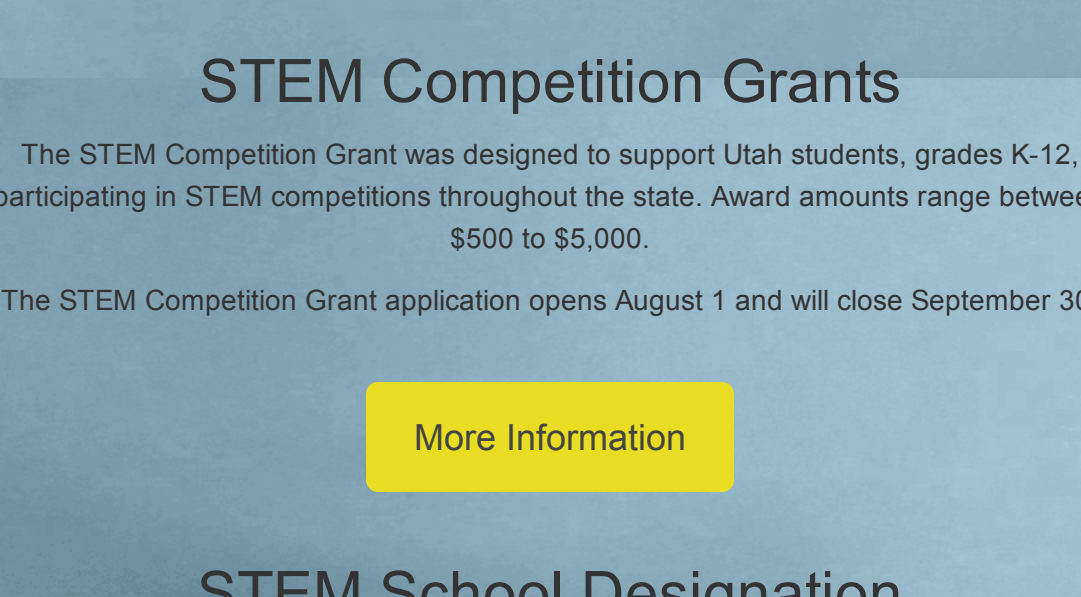 STEM Competition Grants
The STEM Competition Grant was designed to support Utah students, grades K-12,
participating in STEM competitions throughout the state. Award amounts range between
$500 to $5,000.
The STEM Competition Grant application opens August 1 and will close September 30
More Information
STEM School Designation